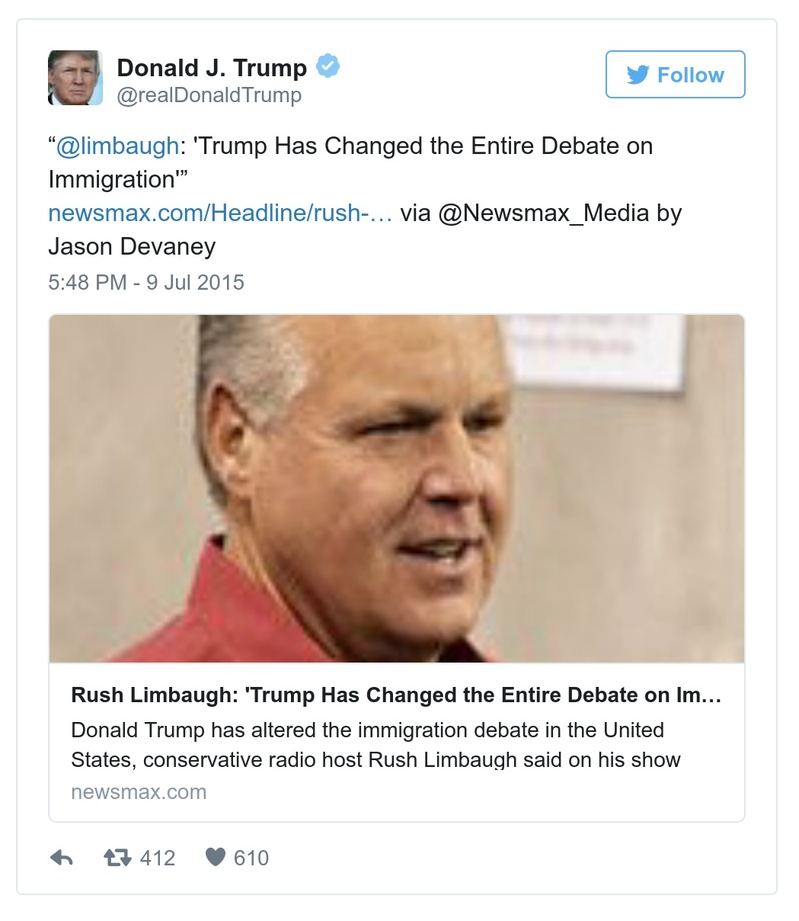 Donald J. Trump
@realDonaldTrump
Follow
“@limbaugh: 'Trump Has Changed the Entire Debate on
Immigration'”
newsmax.com/Headline/rush-… via @Newsmax_Media by
Jason Devaney
5:48 PM - 9 Jul 2015
Rush Limbaugh: 'Trump Has Changed the Entire Debate on Im…
Donald Trump has altered the immigration debate in the United
States, conservative radio host Rush Limbaugh said on his show
newsmax.com
412
610